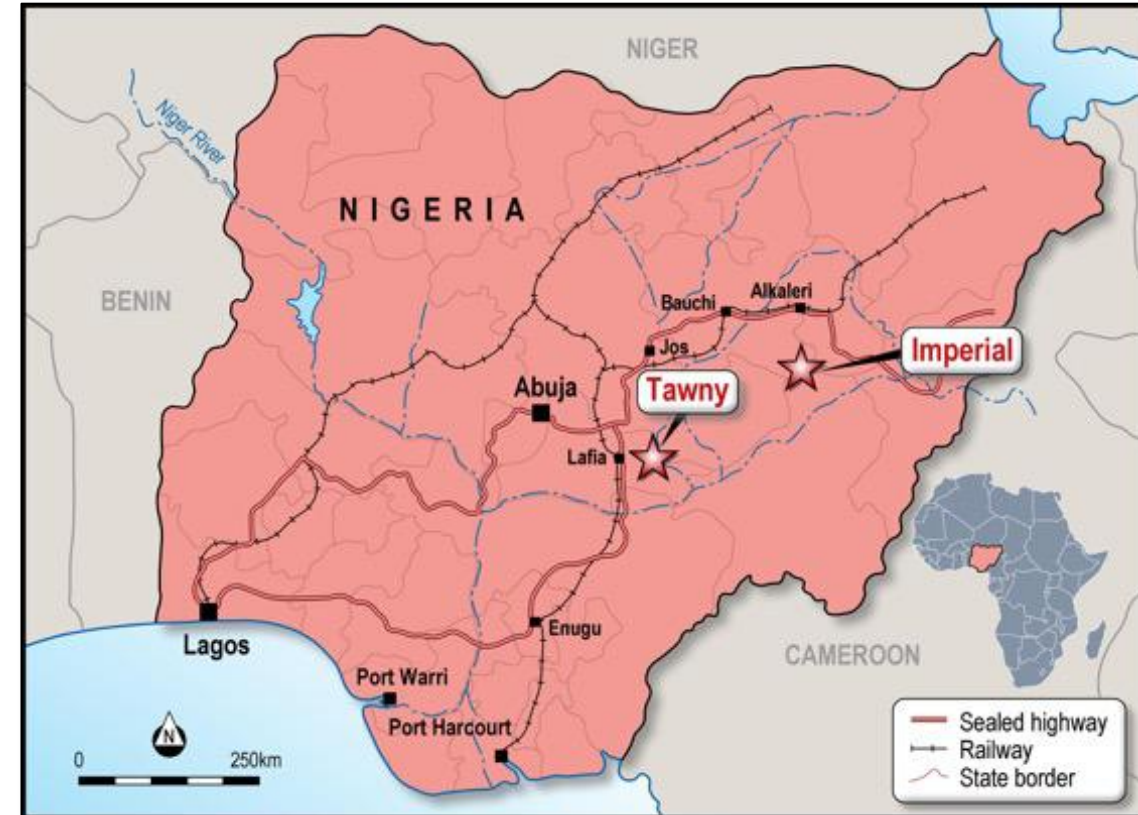 NIGER
Niger River
NIGERIA
BENIN
Bauchi
Alkaleri
Jos
Imperial
Tawny
Abuja
Lafia
Lagos
Enugu
CAMEROON
Port Warri
Port Harcourt
N
0 250km
Sealed highway
Railway
State border